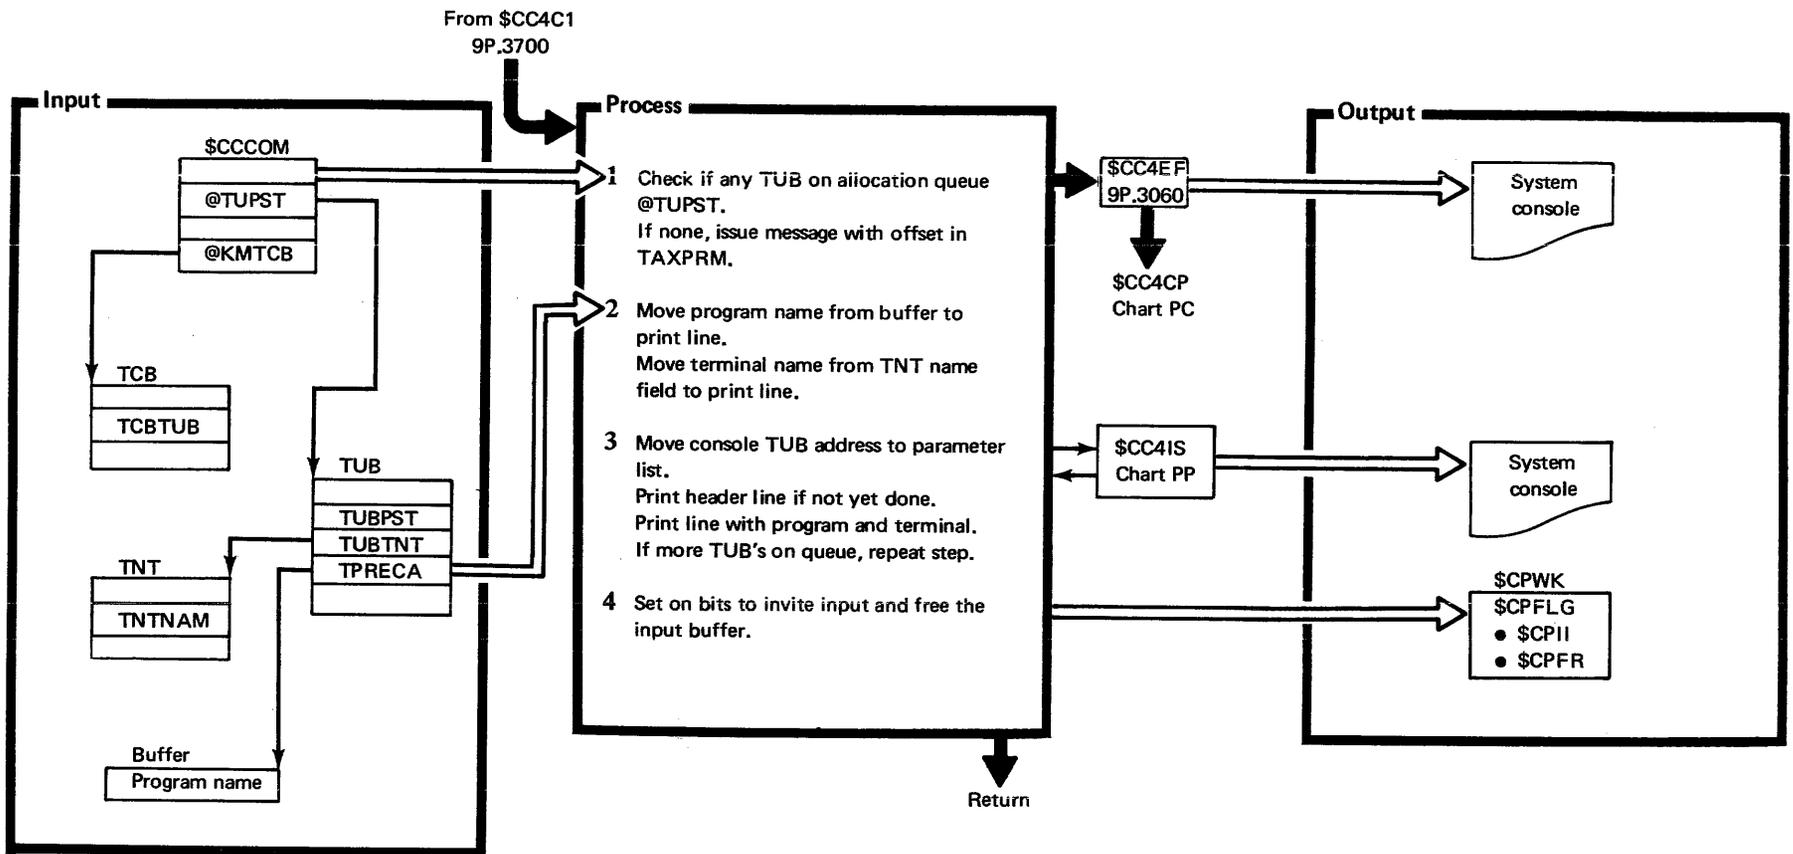 From $CC4C1
9P.3700
Input
$CCCOM
@TUPST
@KMTCB
TCB
TCBTUB
TUB
TUBPST
TUBTNT
TPRECA
TNT
TNTNAM
Buffer
Program name
Process
1 Check if any TUB on allocation queue
@TUPST.
If none, issue message with offset in
TAXPRM.
2 Move program name from buffer to
print line.
Move terminal name from TNT name
field to print line.
3 Move console TUB address to parameter
list.
Print header line if not yet done.
Print line with program and terminal.
If more TUB's on queue, repeat step.
4 Set on bits to invite input and free the
input buffer.
Return
$CC4EF
9P.3060
$CC4CP
Chart PC
$CC4IS
Chart PP
Output
System
console
System
console
$CPWK
$CPFLG
● $CPII
● $CPFR